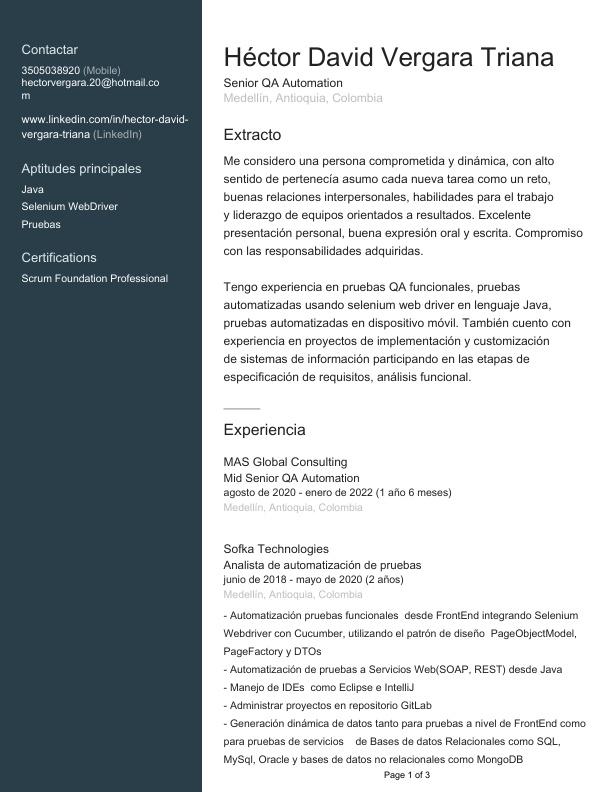 Contactar
3505038920 (Mobile)
hectorvergara.20@hotmail.co
m
www.linkedin.com/in/hector-david-
vergara-triana (LinkedIn)
Aptitudes principales
Java
Selenium WebDriver
Pruebas
Certifications
Scrum Foundation Professional
Héctor David Vergara Triana
Senior QA Automation
Medellín, Antioquia, Colombia
Extracto
Me considero una persona comprometida y dinámica, con alto
sentido de pertenecía asumo cada nueva tarea como un reto,
buenas relaciones interpersonales, habilidades para el trabajo
y liderazgo de equipos orientados a resultados. Excelente
presentación personal, buena expresión oral y escrita. Compromiso
con las responsabilidades adquiridas.
Tengo experiencia en pruebas QA funcionales, pruebas
automatizadas usando selenium web driver en lenguaje Java,
pruebas automatizadas en dispositivo móvil. También cuento con
experiencia en proyectos de implementación y customización
de sistemas de información participando en las etapas de
especificación de requisitos, análisis funcional.
Experiencia
MAS Global Consulting
Mid Senior QA Automation
agosto de 2020 - enero de 2022 (1 año 6 meses)
Medellín, Antioquia, Colombia
Sofka Technologies
Analista de automatización de pruebas
junio de 2018 - mayo de 2020 (2 años)
Medellín, Antioquia, Colombia
- Automatización pruebas funcionales  desde FrontEnd integrando Selenium
Webdriver con Cucumber, utilizando el patrón de diseño  PageObjectModel,
PageFactory y DTOs
- Automatización de pruebas a Servicios Web(SOAP, REST) desde Java
- Manejo de IDEs  como Eclipse e IntelliJ
- Administrar proyectos en repositorio GitLab
- Generación dinámica de datos tanto para pruebas a nivel de FrontEnd como
para pruebas de servicios    de Bases de datos Relacionales como SQL,
MySql, Oracle y bases de datos no relacionales como MongoDB
Page 1 of 3